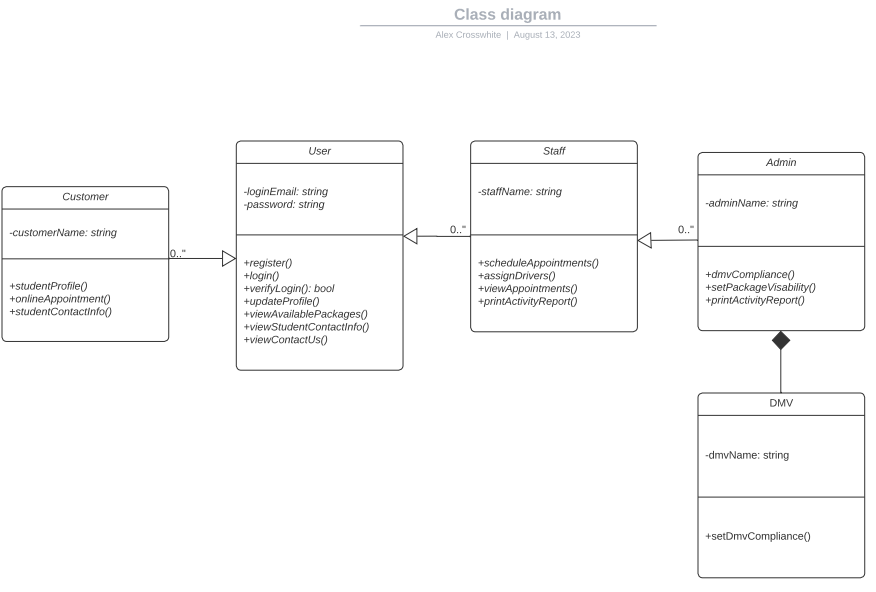 Class diagram
Alex Crosswhite | August 13, 2023
Customer
-customerName: string
+studentProfile()
+onlineAppointment()
+studentContactInfo()
0.."
User
-loginEmail: string
-password: string
+register()
+login()
+verifyLogin(): bool
+updateProfile()
+viewAvailablePackages()
+viewStudentContactInfo()
+viewContactUs()
0.."
Staff
-staffName: string
+scheduleAppointments()
+assignDrivers()
+viewAppointments()
+printActivityReport()
0.."
Admin
-adminName: string
+dmvCompliance()
+setPackageVisability()
+printActivityReport()
DMV
-dmvName: string
+setDmvCompliance()